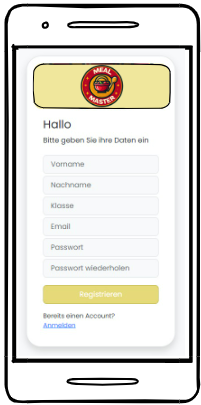 MEAL
MASTER
Hallo
Bitte geben Sie ihre Daten ein
Vorname
Nachname
Klasse
Email
Passwort
Passwort wiederholen
Registrieren
Bereits einen Account?
Anmelden